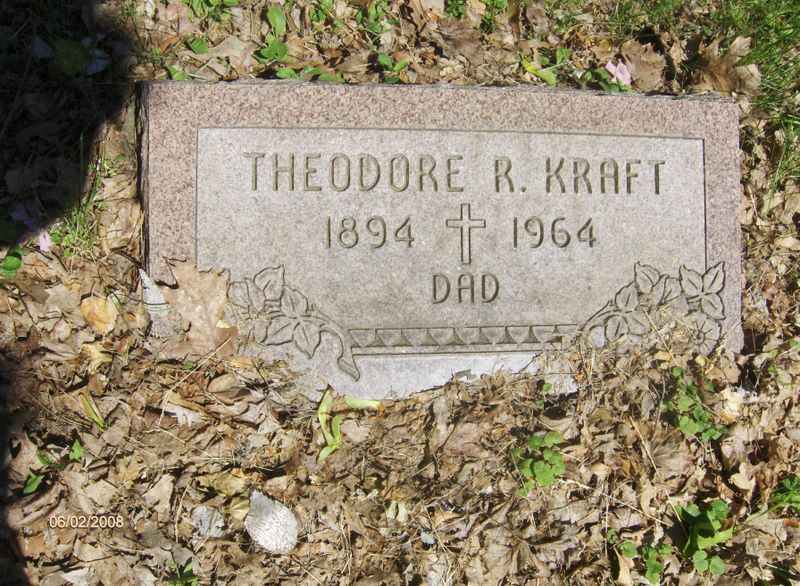 THEODORE R. KRAFT
1894 1964
DAD
06/02/2008